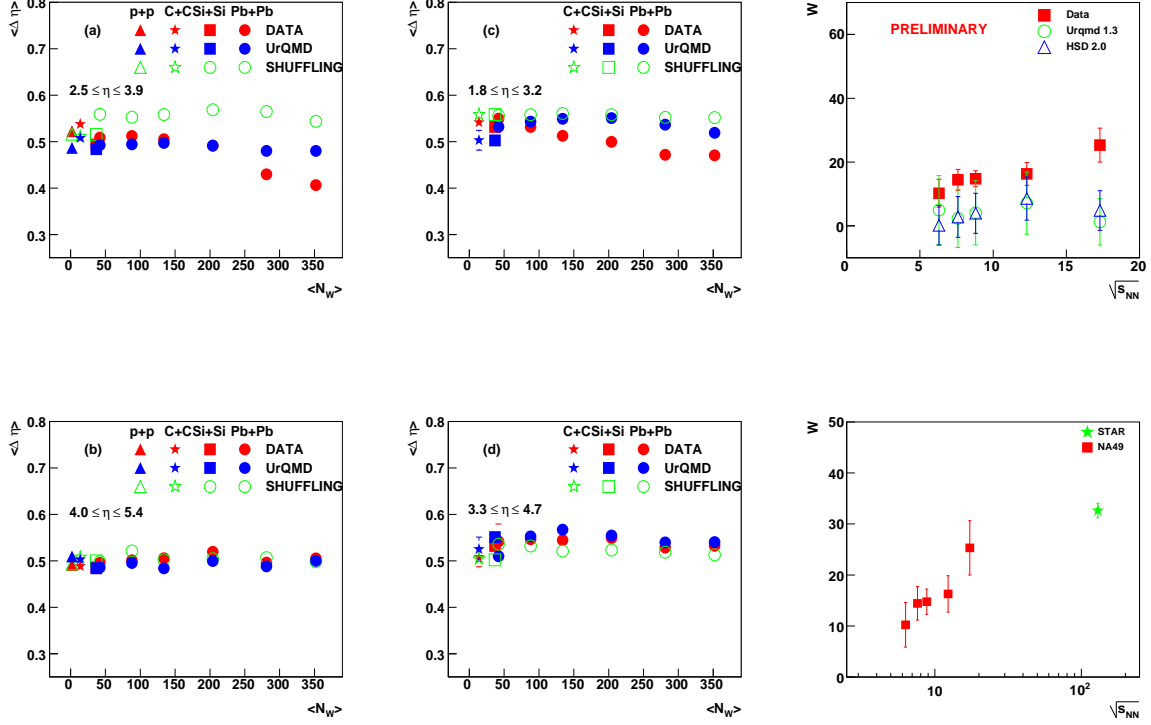 <Δ η>
0.8
0.7
0.6
0.5
0.4
0.3
(a)
p+p C+C Si+Si Pb+Pb
DATA
UrQMD
SHUFFLING
2.5 ≤ η ≤ 3.9
0 50 100 150 200 250 300 350
<N_W>
<Δ η>
0.8
0.7
0.6
0.5
0.4
0.3
(c)
C+CSi+Si Pb+Pb
DATA
UrQMD
SHUFFLING
1.8 ≤ η ≤ 3.2
0 50 100 150 200 250 300 350
<N_W>
W
60
40
20
0
PRELIMINARY
Data
Urqmd 1.3
HSD 2.0
0 5 10 15 20
√s_NN
<Δ η>
0.8
0.7
0.6
0.5
0.4
0.3
(b)
p+p C+C Si+Si Pb+Pb
DATA
UrQMD
SHUFFLING
4.0 ≤ η ≤ 5.4
0 50 100 150 200 250 300 350
<N_W>
<Δ η>
0.8
0.7
0.6
0.5
0.4
0.3
(d)
C+CSi+Si Pb+Pb
DATA
UrQMD
SHUFFLING
3.3 ≤ η ≤ 4.7
0 50 100 150 200 250 300 350
<N_W>
W
50
40
30
20
10
0
STAR
NA49
10 10²
√s_NN